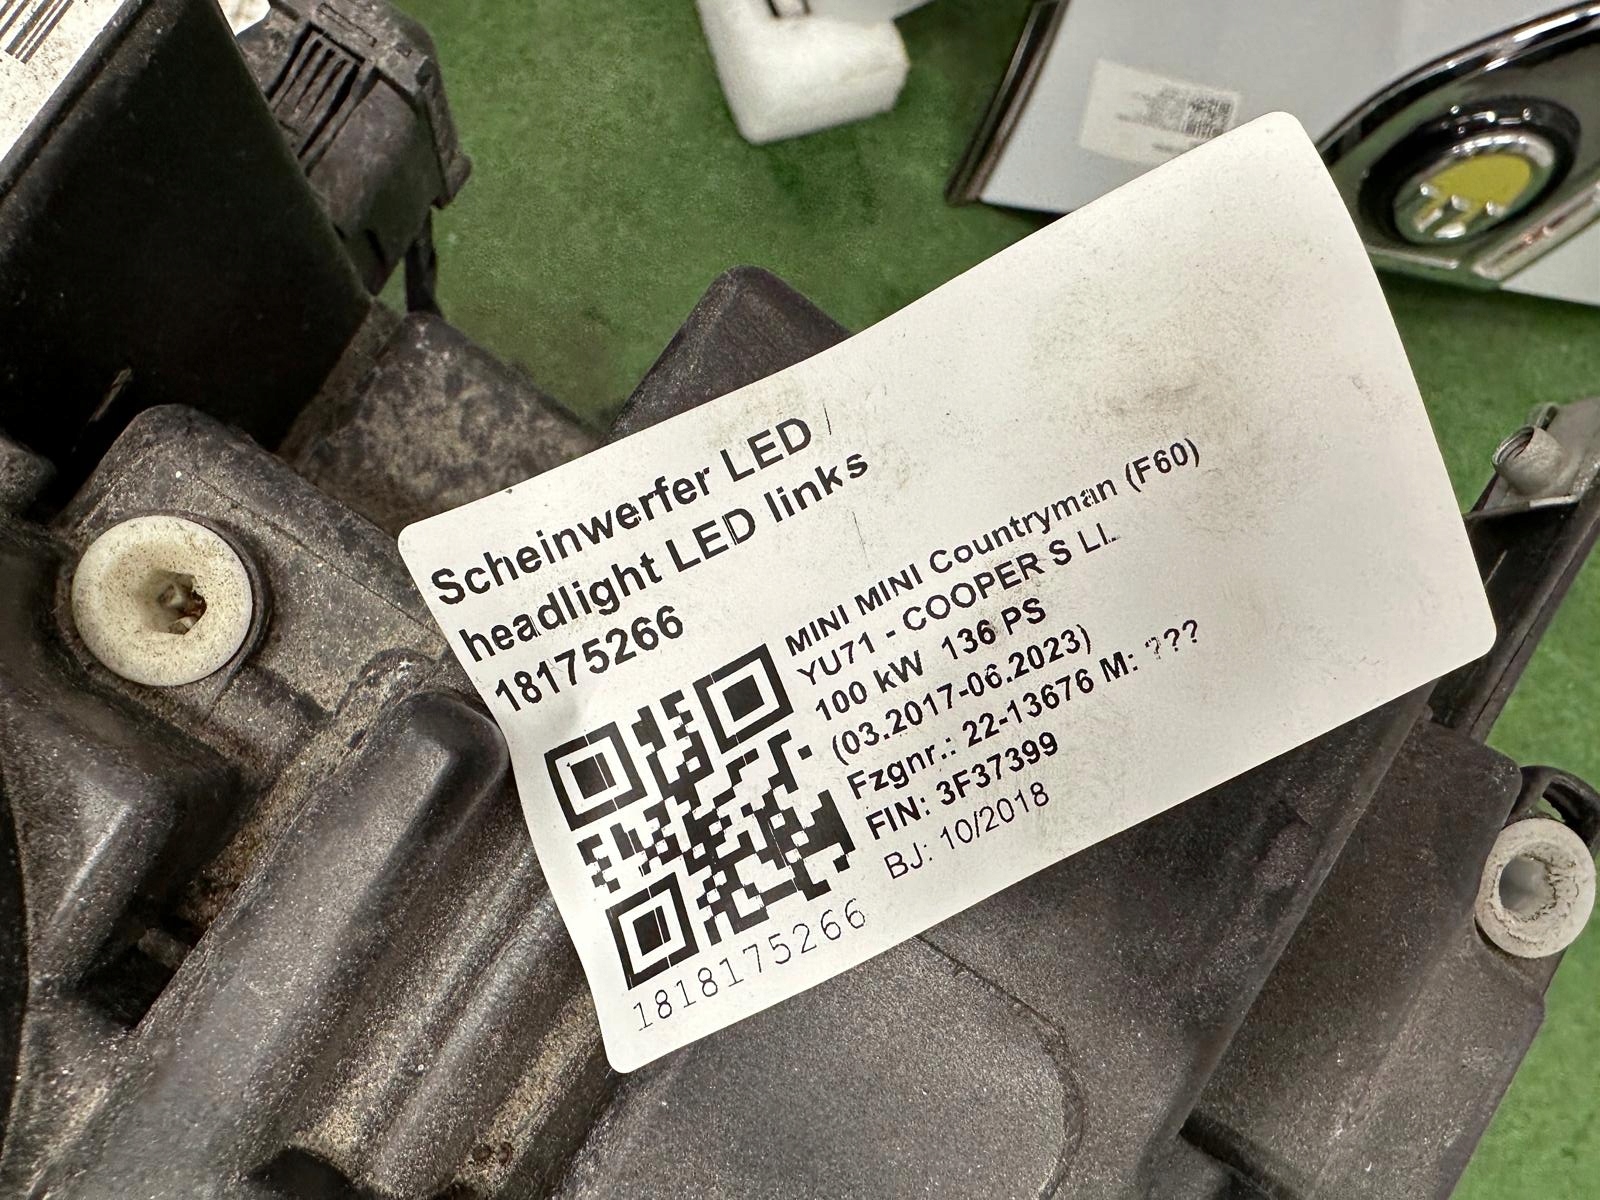 Scheinwerfer LED /
headlight LED links
18175266
MINI MINI Countryman (F60)
YU71 - COOPER S
100 kW 136 PS
(03.2017-06.2023)
Fzgnr.: 22-13676 M: ???
FIN: 3F37399
BJ: 10/2018
1818175266